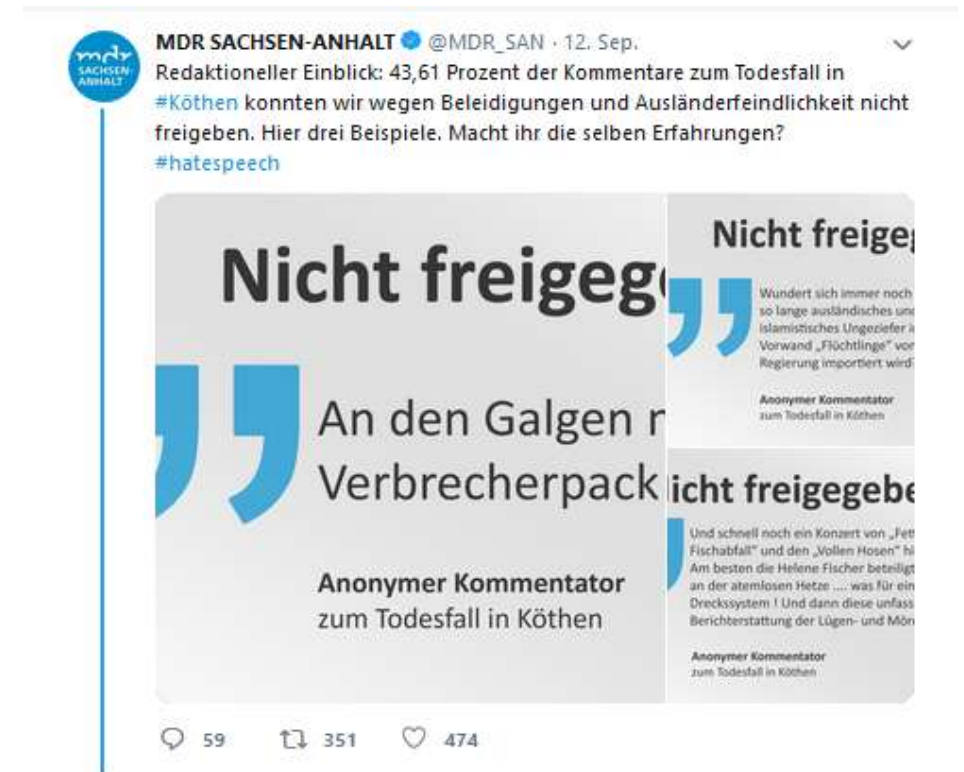 mdr
SACHSEN-
ANHALT
MDR SACHSEN-ANHALT @MDR_SAN · 12. Sep.
Redaktioneller Einblick: 43,61 Prozent der Kommentare zum Todesfall in
#Köthen konnten wir wegen Beleidigungen und Ausländerfeindlichkeit nicht
freigeben. Hier drei Beispiele. Macht ihr die selben Erfahrungen?
#hatespeech
Nicht freigeg
An den Galgen
Verbrecherpack
Anonymer Kommentator
zum Todesfall in Köthen
Nicht freige
Wundert sich immer noch
so lange ausländisches und
islamistisches Ungeziefer
Vorwand „Flüchtlinge" von
Regierung importiert wird
Anonymer Kommentator
zum Todesfall in Köthen
icht freigegebe
Und schnell noch ein Konzert von „Fett
Fischabfall" und den „Vollen Hosen" hi
Am besten die Helene Fischer beteiligt
an der atemlosen Hetze .... was für ein
Drecksystem ! Und dann diese unfass
Berichterstattung der Lügen- und Mön
Anonymer Kommentator
zum Todesfall in Köthen
59 351 474